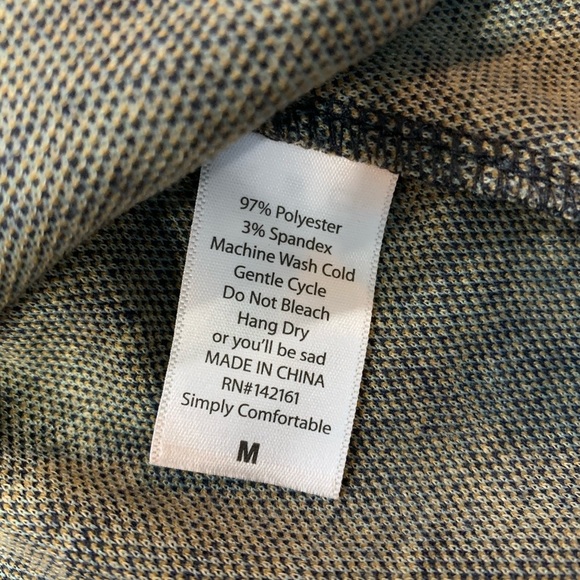 97% Polyester
3% Spandex
Machine Wash Cold
Gentle Cycle
Do Not Bleach
Hang Dry
or you'll be sad
MADE IN CHINA
RN#142161
Simply Comfortable
M